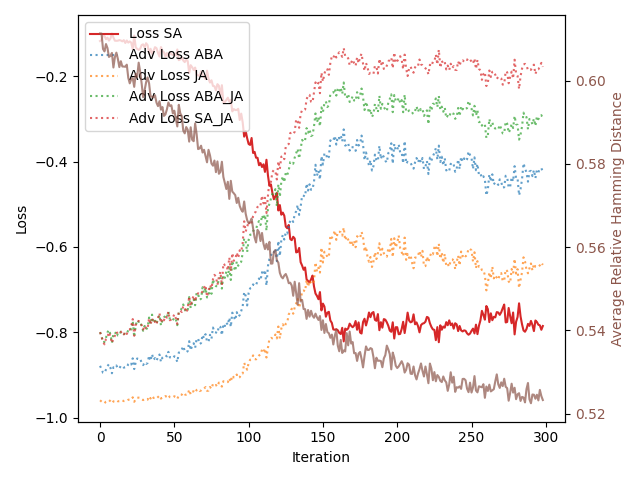 Loss SA
Adv Loss ABA
Adv Loss JA
Adv Loss ABA_JA
Adv Loss SA_JA
−0.2
−0.4
−0.6
−0.8
−1.0
Loss
0 50 100 150 200 250 300
Iteration
0.60
0.58
0.56
0.54
0.52
Average Relative Hamming Distance